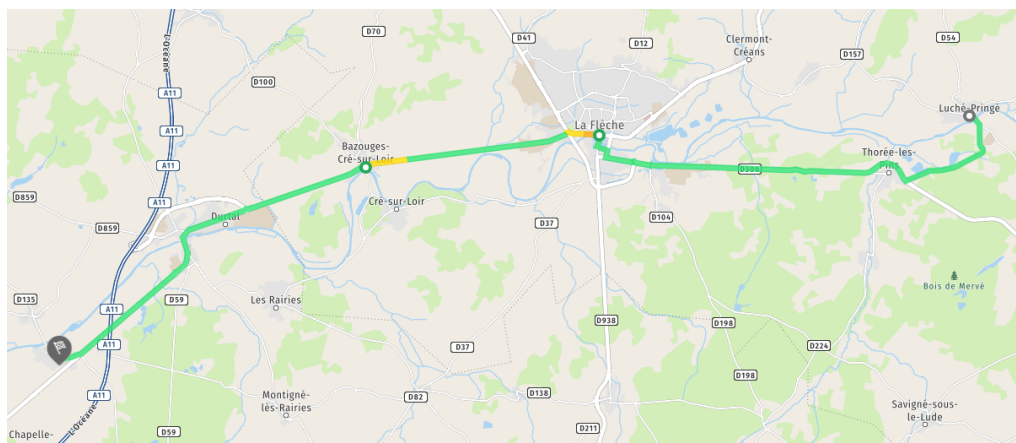 D70
L'Océane
D41
D12
Clermont-
Créans
D54
D157
A11
D100
A11
A11
La Flèche
Luché-Pringé
Bazouges-
Cré-sur-Loir
Thorée-les-
Pins
D306
D859
A11
Cré-sur-Loir
D104
Durtal
D859
D37
Bois de Mervé
D135
D59
A11
Les Rairies
D938
D198
A11
D37
D224
D198
A11
Montigné-
lès-Rairies
D82
D138
Savigné-sous-
le-Lude
Chapelle-
L'Océane
D59
D211